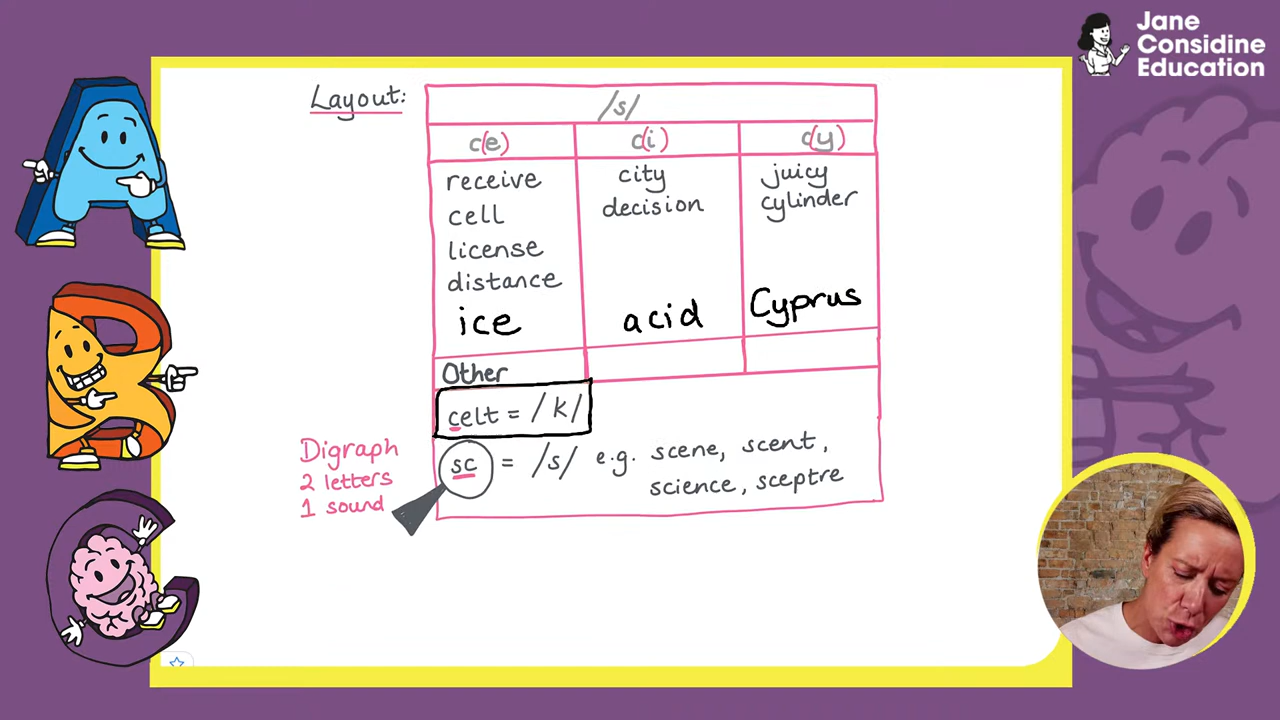 Jane
Considine
Education
Layout:
/s/
c(e) c(i) c(y)
receive city juicy
cell decision cylinder
license
distance
ice acid Cyprus
Other
celt = /k/
Digraph
2 letters
1 sound
sc = /s/ e.g. scene, scent,
science, sceptre